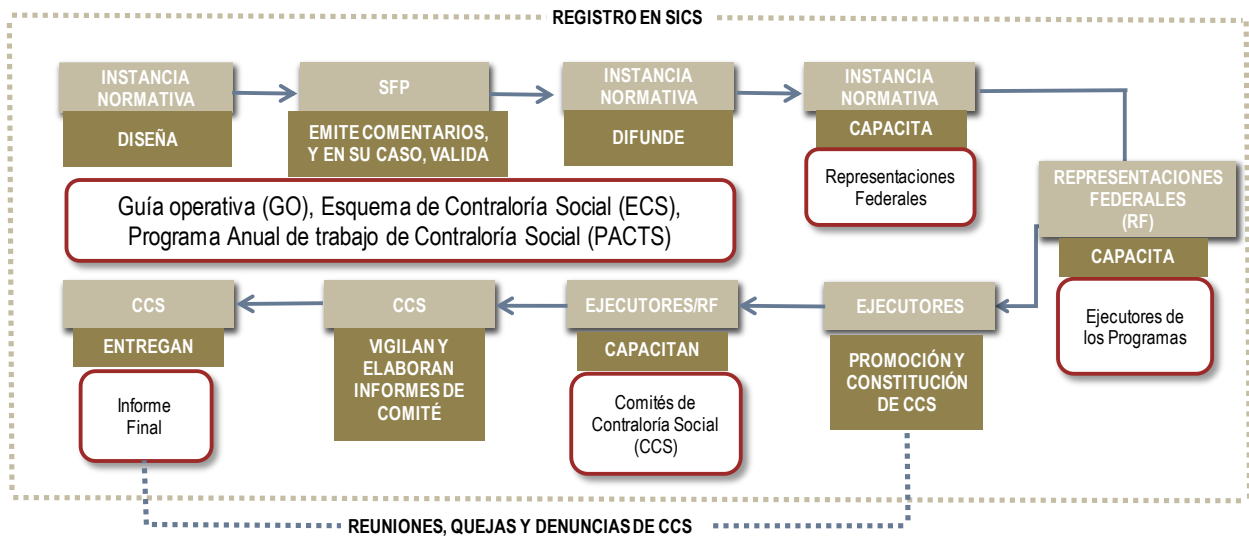 REGISTRO EN SICS
INSTANCIA
NORMATIVA
DISEÑA
SFP
EMITE COMENTARIOS,
Y EN SU CASO, VALIDA
INSTANCIA
NORMATIVA
DIFUNDE
INSTANCIA
NORMATIVA
CAPACITA
Representaciones
Federales
Guía operativa (GO), Esquema de Contraloría Social (ECS),
Programa Anual de trabajo de Contraloría Social (PACTS)
REPRESENTACIONES
FEDERALES
(RF)
CAPACITA
Ejecutores de
los Programas
EJECUTORES
PROMOCIÓN Y
CONSTITUCIÓN
DE CCS
EJECUTORES/RF
CAPACITAN
Comités de
Contraloría Social
(CCS)
CCS
VIGILAN Y
ELABORAN
INFORMES DE
COMITÉ
CCS
ENTREGAN
Informe
Final
REUNIONES, QUEJAS Y DENUNCIAS DE CCS